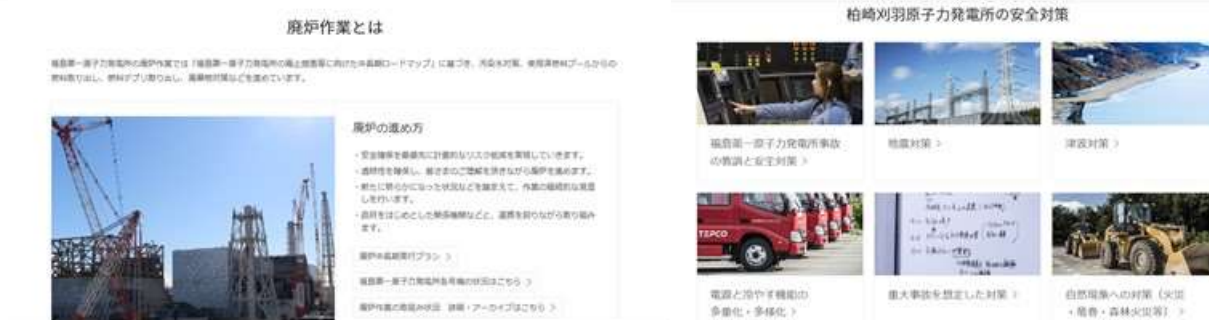 廃炉作業とは
福島第一原子力発電所の廃炉作業では「福島第一原子力発電所の廃止措置等に向けた中長期ロードマップ」に基づき、汚染水対策、使用済燃料プールからの
燃料取り出し、燃料デブリ取り出し、廃棄物対策などを進めています。
廃炉の進め方
・安全確保を最優先に計画的なリスク低減を実現していきます。
・透明性を確保し、皆さまのご理解を頂きながら廃炉を進めます。
・新たに明らかになった状況などを踏まえて、作業の継続的な見直
しを行います。
・政府をはじめとした関係機関などと、連携を図りながら取り組み
ます。
廃炉中長期実行プラン >
福島第一原子力発電所各号機の状況はこちら >
廃炉作業の取組み状況 詳細・アーカイブはこちら >
柏崎刈羽原子力発電所の安全対策
福島第一原子力発電所事故
の教訓と安全対策 >
地震対策 >
津波対策 >
TEPCO
電源と冷やす機能の
多重化・多様化 >
重大事故を想定した対策 >
自然現象への対策(火災
・竜巻・森林火災等) >